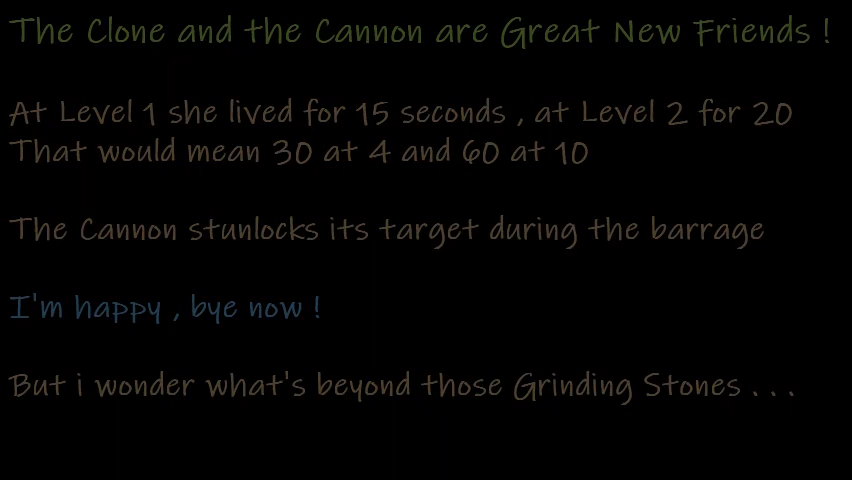 The Clone and the Cannon are Great New Friends !
At Level 1 she lived for 15 seconds , at Level 2 for 20
That would mean 30 at 4 and 60 at 10
The Cannon stunlocks its target during the barrage
I'm happy , bye now !
But i wonder what's beyond those Grinding Stones . . .